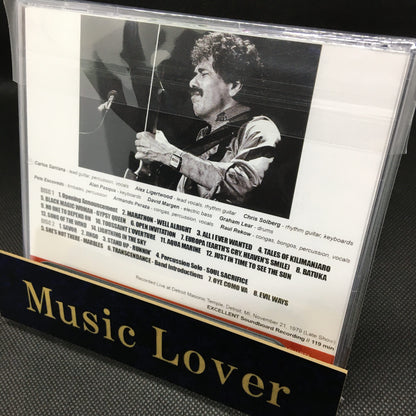 Carlos Santana - lead guitar, percussion, vocals Alex Ligertwood - lead vocals, rhythm guitar Chris Solberg - rhythm guitar, keyboards
Alan Pasqua - keyboards David Margen - electric bass Graham Lear - drums
Pete Escovedo - timbales, percussion Armando Peraza - congas, percussion, vocals Raul Rekow - congas, bongos, percussion, vocals
DISC 1 1. Opening Announcement 2. MARATHON - WELL ALRIGHT 3. ALL I EVER WANTED 4. TALES OF KILIMANJARO
5. BLACK MAGIC WOMAN - GYPSY QUEEN 6. OPEN INVITATION 7. EUROPA (EARTH'S CRY, HEAVEN'S SMILE) 8. BATUKA
9. NO ONE TO DEPEND ON 10. TOUSSAINT L'OVERTURE 11. AQUA MARINE 12. JUST IN TIME TO SEE THE SUN
13. SONG OF THE WIND 14. LIGHTNING IN THE SKY
DISC 2 1. SAVOR 2. JINGO 3. STAND UP - RUNNIN' 4. Percussion Solo - SOUL SACRIFICE
5. SHE'S NOT THERE - MARBLES 6. TRANSCENDANCE - Band Introductions 7. OYE COMO VA 8. EVIL WAYS
Recorded Live at Detroit Masonic Temple, Detroit, MI, November 21, 1979 (Late Show)
EXCELLENT Soundboard Recording // 119 min
Music Lover